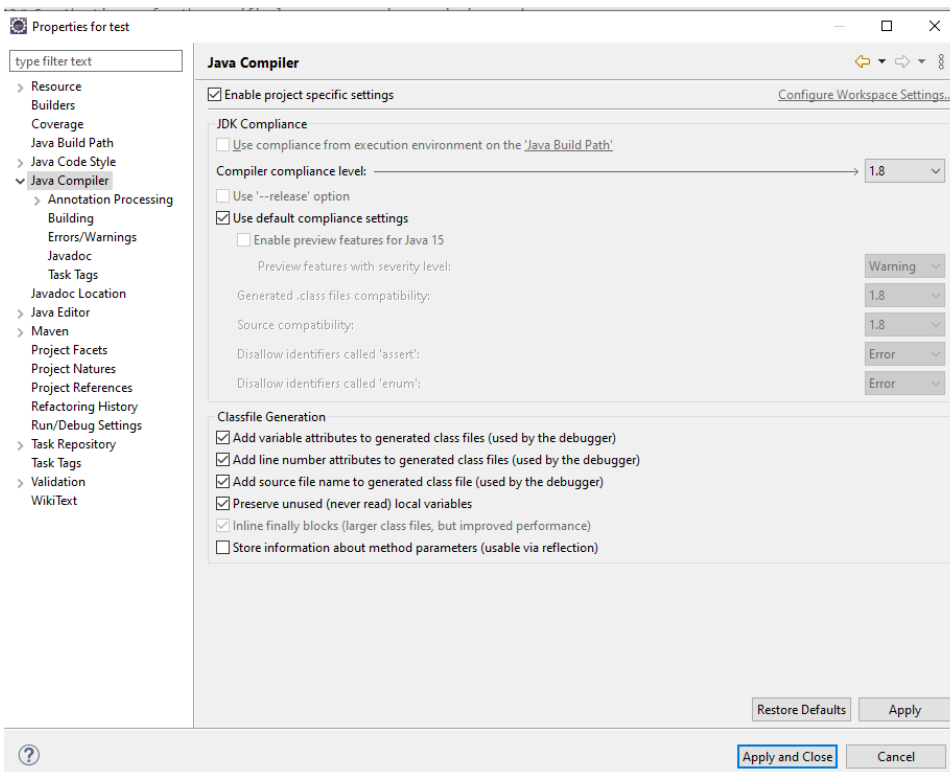 Properties for test
type filter text
Resource
Builders
Coverage
Java Build Path
Java Code Style
Java Compiler
Annotation Processing
Building
Errors/Warnings
Javadoc
Task Tags
Javadoc Location
Java Editor
Maven
Project Facets
Project Natures
Project References
Refactoring History
Run/Debug Settings
Task Repository
Task Tags
Validation
WikiText
Java Compiler
Enable project specific settings
Configure Workspace Settings..
JDK Compliance
Use compliance from execution environment on the 'Java Build Path'
Compiler compliance level: 1.8
Use '--release' option
Use default compliance settings
Enable preview features for Java 15
Preview features with severity level: Warning
Generated .class files compatibility: 1.8
Source compatibility: 1.8
Disallow identifiers called 'assert': Error
Disallow identifiers called 'enum': Error
Classfile Generation
Add variable attributes to generated class files (used by the debugger)
Add line number attributes to generated class files (used by the debugger)
Add source file name to generated class file (used by the debugger)
Preserve unused (never read) local variables
Inline finally blocks (larger class files, but improved performance)
Store information about method parameters (usable via reflection)
Restore Defaults Apply
? Apply and Close Cancel